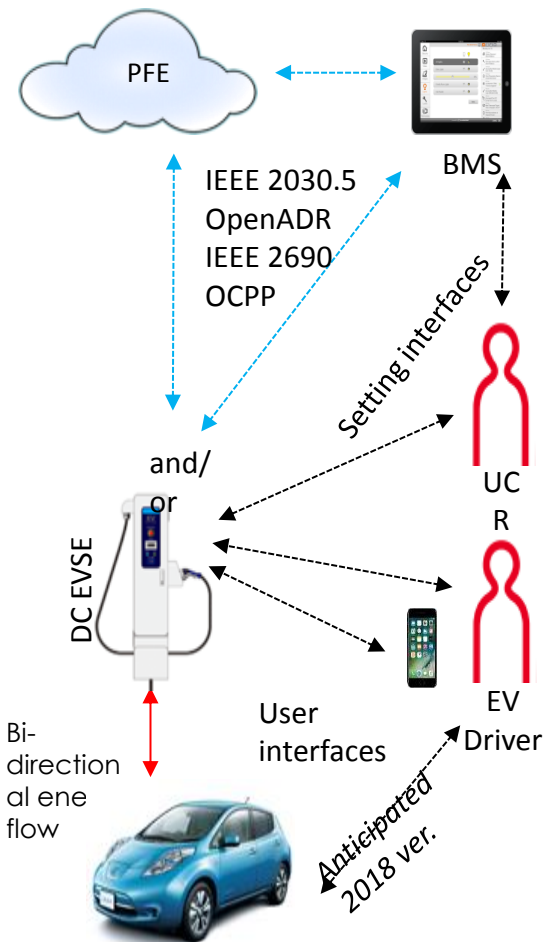 PFE
BMS
IEEE 2030.5
OpenADR
IEEE 2690
OCPP
Setting interfaces
and/
or
UC
R
DC EVSE
EV
Driver
User
interfaces
Bi-
direction
al ene
flow
Anticipated
2018 ver.